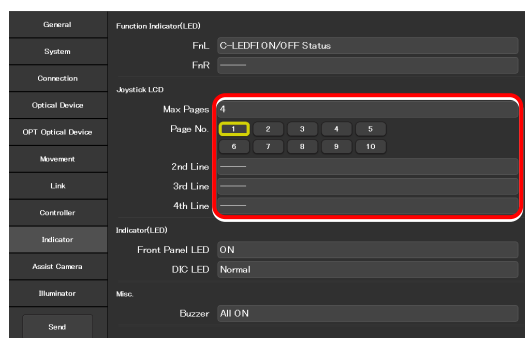 General
System
Connection
Optical Device
OPT Optical Device
Movement
Link
Controller
Indicator
Assist Camera
Illuminator
Send
Function Indicator(LED)
FnL C-LEDFI ON/OFF Status
FnR ——
Joystick LCD
Max Pages 4
Page No. 1 2 3 4 5
6 7 8 9 10
2nd Line ——
3rd Line ——
4th Line ——
Indicator(LED)
Front Panel LED ON
DIC LED Normal
Misc.
Buzzer All ON